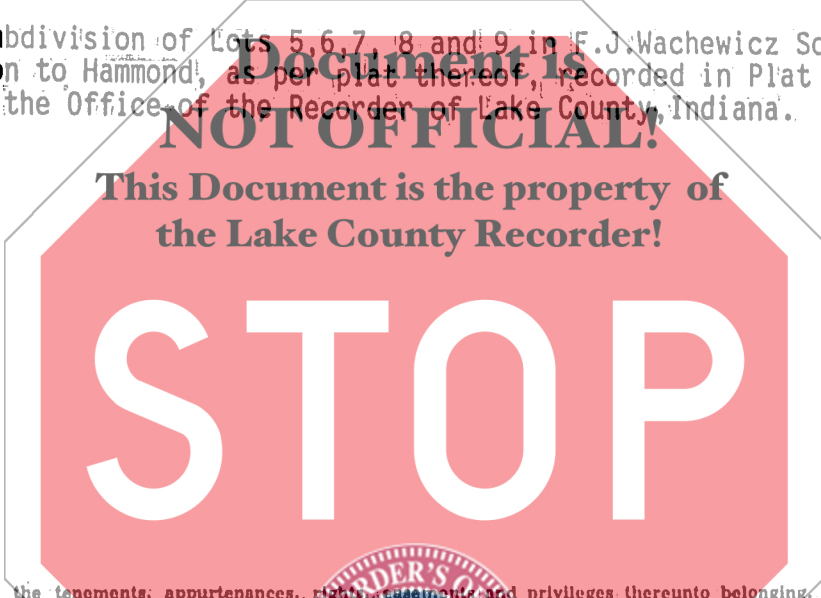 bdivision of Lots 5,6,7, 8 and 9 in F.J.Wachewicz So
n to Hammond, as per plat thereof, recorded in Plat
the Office of the Recorder of Lake County, Indiana.
Document is
NOT OFFICIAL!
This Document is the property of
the Lake County Recorder!
STOP
RDER'S O
the tenements, appurtenances, rights, easements and privileges thereunto belonging,